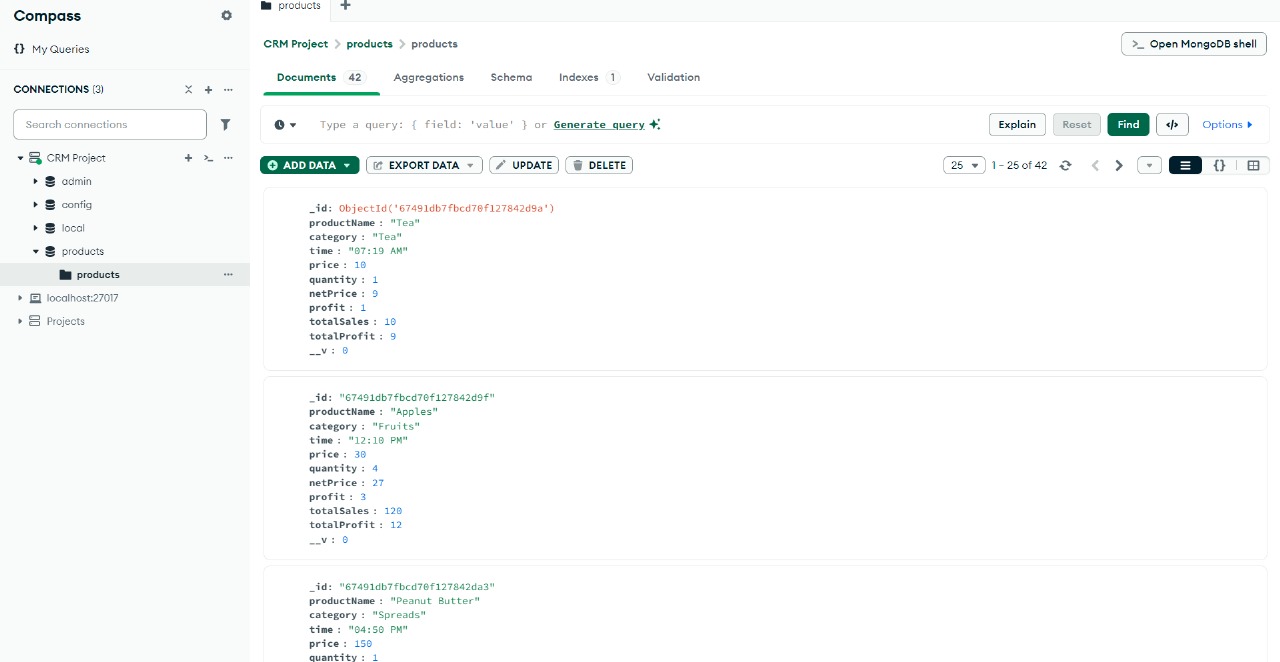 Compass
My Queries
CONNECTIONS (3)
Search connections
CRM Project
admin
config
local
products
products
localhost:27017
Projects
products
CRM Project > products > products
>_ Open MongoDB shell
Documents 42 Aggregations Schema Indexes 1 Validation
Type a query: { field: 'value' } or Generate query
Explain Reset Find </> Options
ADD DATA EXPORT DATA UPDATE DELETE
25 1 – 25 of 42 {}
_id: ObjectId('67491db7fbcd70f127842d9a')
productName : "Tea"
category : "Tea"
time : "07:19 AM"
price : 10
quantity : 1
netPrice : 9
profit : 1
totalSales : 10
totalProfit : 9
__v : 0
_id: "67491db7fbcd70f127842d9f"
productName : "Apples"
category : "Fruits"
time : "12:10 PM"
price : 30
quantity : 4
netPrice : 27
profit : 3
totalSales : 120
totalProfit : 12
__v : 0
_id: "67491db7fbcd70f127842da3"
productName : "Peanut Butter"
category : "Spreads"
time : "04:50 PM"
price : 150
quantity : 1